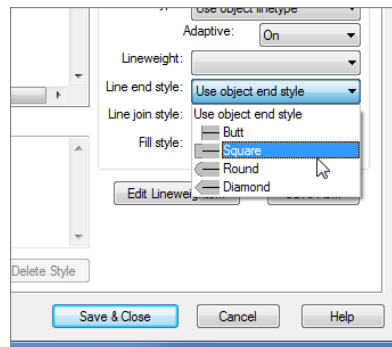 Use object linetype
Adaptive: On
Lineweight:
Line end style: Use object end style
Line join style: Use object end style
Butt
Fill style: Square
Round
Diamond
Edit Linewei
Delete Style
Save & Close Cancel Help